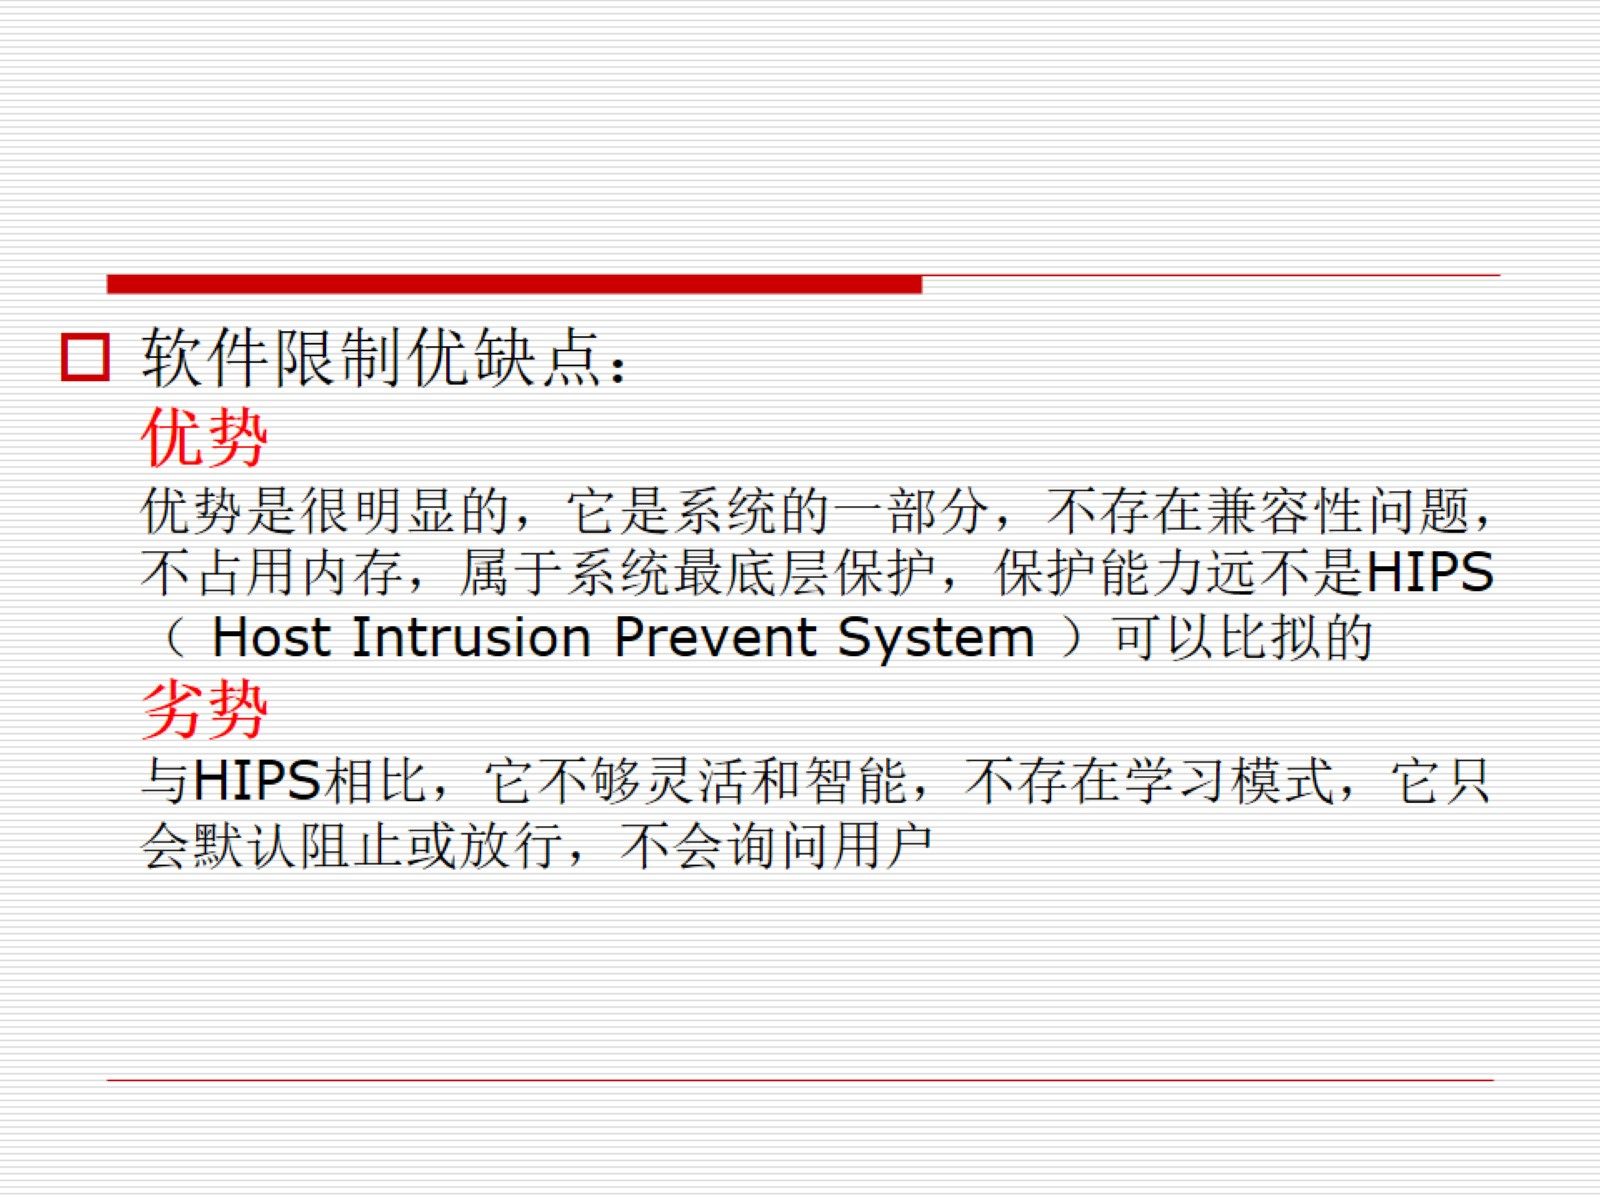 软件限制优缺点：
优势
优势是很明显的，它是系统的一部分，不存在兼容性问题，
不占用内存，属于系统最底层保护，保护能力远不是HIPS
（ Host Intrusion Prevent System ）可以比拟的
劣势
与HIPS相比，它不够灵活和智能，不存在学习模式，它只
会默认阻止或放行，不会询问用户